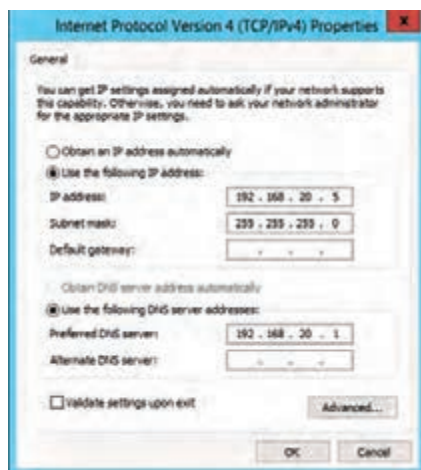 Internet Protocol Version 4 (TCP/IPv4) Properties
x
General
You can get IP settings assigned automatically if your network supports
this capability. Otherwise, you need to ask your network administrator
for the appropriate IP settings.
Obtain an IP address automatically
Use the following IP address:
IP address: 192 . 168 . 20 . 5
Subnet mask: 255 . 255 . 255 . 0
Default gateway: . . .
Obtain DNS server address automatically
Use the following DNS server addresses:
Preferred DNS server: 192 . 168 . 20 . 1
Alternate DNS server: . . .
Validate settings upon exit
Advanced...
OK Cancel